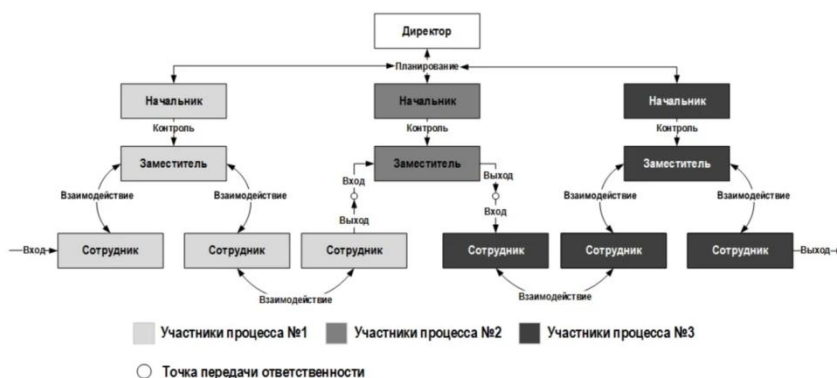 Директор
Планирование
Начальник
Начальник
Начальник
Контроль
Контроль
Контроль
Заместитель
Заместитель
Заместитель
Взаимодействие
Взаимодействие
Вход
Выход
Выход
Вход
Взаимодействие
Взаимодействие
Вход
Сотрудник
Сотрудник
Сотрудник
Сотрудник
Сотрудник
Сотрудник
Выход
Взаимодействие
Взаимодействие
Участники процесса №1
Участники процесса №2
Участники процесса №3
Точка передачи ответственности